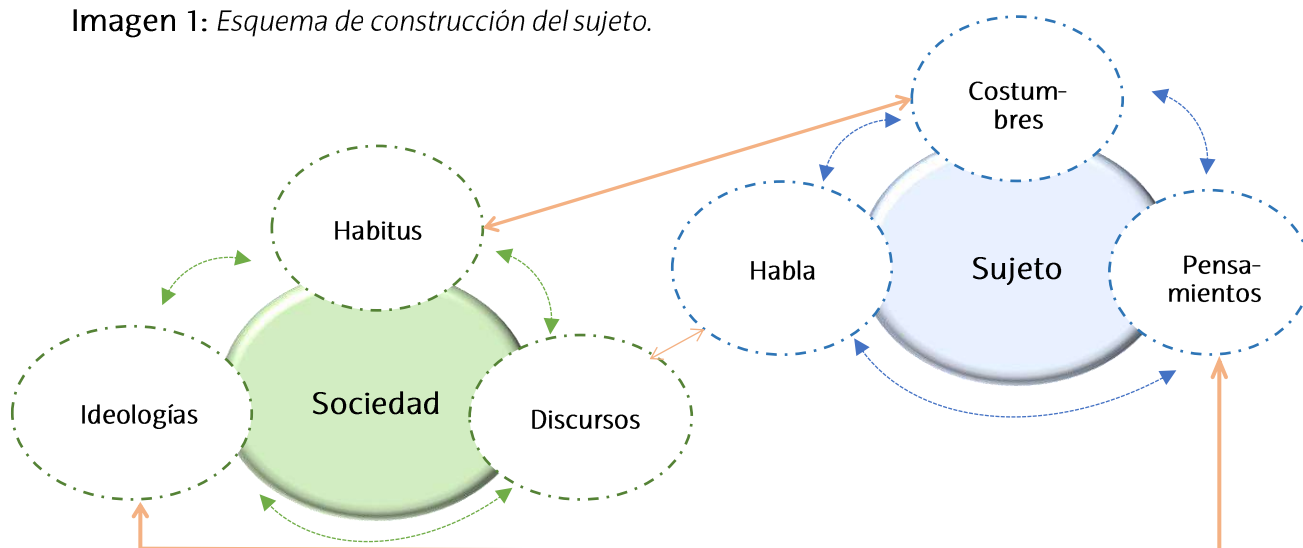 Imagen 1: Esquema de construcción del sujeto.
Costum-
bres
Habitus
Habla
Sujeto
Pensa-
mientos
Ideologías
Sociedad
Discursos